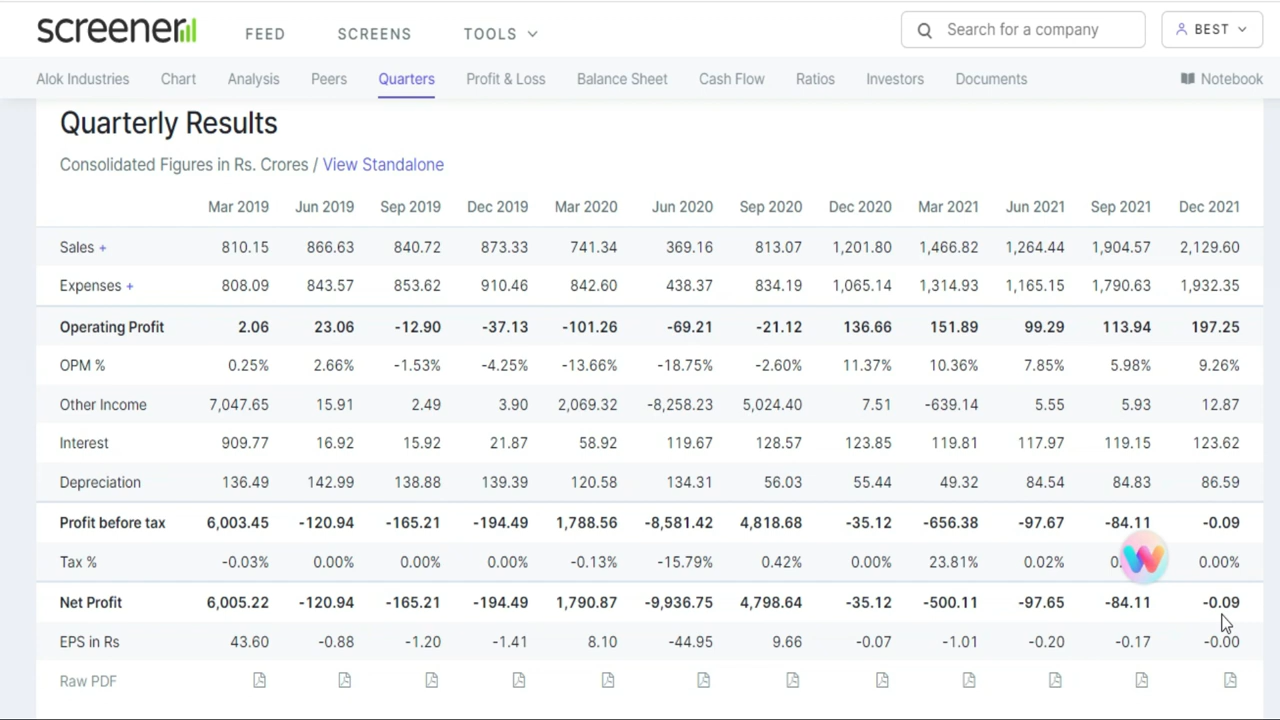 screener FEED SCREENS TOOLS Search for a company BEST
Alok Industries Chart Analysis Peers Quarters Profit & Loss Balance Sheet Cash Flow Ratios Investors Documents Notebook
Quarterly Results
Consolidated Figures in Rs. Crores / View Standalone
Mar 2019 Jun 2019 Sep 2019 Dec 2019 Mar 2020 Jun 2020 Sep 2020 Dec 2020 Mar 2021 Jun 2021 Sep 2021 Dec 2021
Sales + 810.15 866.63 840.72 873.33 741.34 369.16 813.07 1,201.80 1,466.82 1,264.44 1,904.57 2,129.60
Expenses + 808.09 843.57 853.62 910.46 842.60 438.37 834.19 1,065.14 1,314.93 1,165.15 1,790.63 1,932.35
Operating Profit 2.06 23.06 -12.90 -37.13 -101.26 -69.21 -21.12 136.66 151.89 99.29 113.94 197.25
OPM % 0.25% 2.66% -1.53% -4.25% -13.66% -18.75% -2.60% 11.37% 10.36% 7.85% 5.98% 9.26%
Other Income 7,047.65 15.91 2.49 3.90 2,069.32 -8,258.23 5,024.40 7.51 -639.14 5.55 5.93 12.87
Interest 909.77 16.92 15.92 21.87 58.92 119.67 128.57 123.85 119.81 117.97 119.15 123.62
Depreciation 136.49 142.99 138.88 139.39 120.58 134.31 56.03 55.44 49.32 84.54 84.83 86.59
Profit before tax 6,003.45 -120.94 -165.21 -194.49 1,788.56 -8,581.42 4,818.68 -35.12 -656.38 -97.67 -84.11 -0.09
Tax % -0.03% 0.00% 0.00% 0.00% -0.13% -15.79% 0.42% 0.00% 23.81% 0.02% 0.00%
Net Profit 6,005.22 -120.94 -165.21 -194.49 1,790.87 -9,936.75 4,798.64 -35.12 -500.11 -97.65 -84.11 -0.09
EPS in Rs 43.60 -0.88 -1.20 -1.41 8.10 -44.95 9.66 -0.07 -1.01 -0.20 -0.17 -0.00
Raw PDF